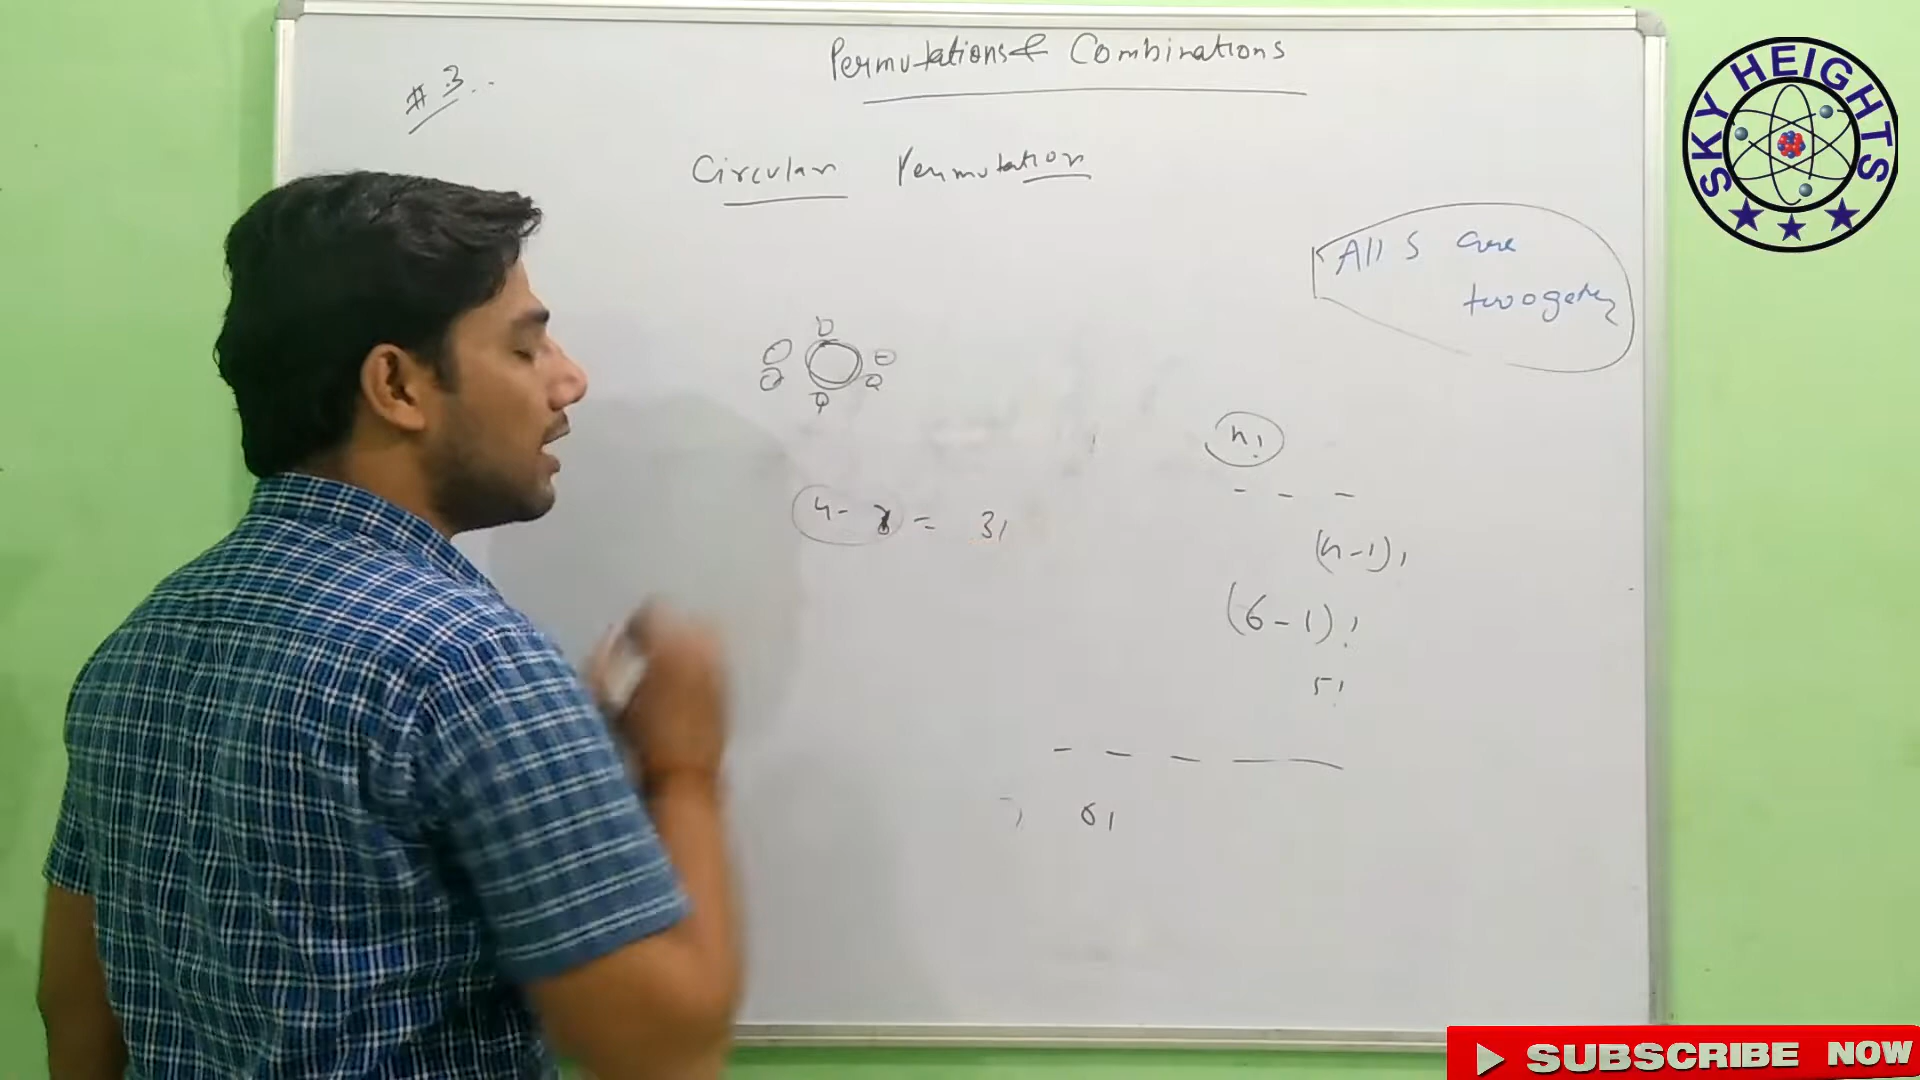 Permutations & Combinations
# 3..
Circular Permutation
All S are
twogether
n!
4 - 1 = 3!
(n-1)!
(6-1)!
5!
6!
SKY HEIGHTS
SUBSCRIBE NOW